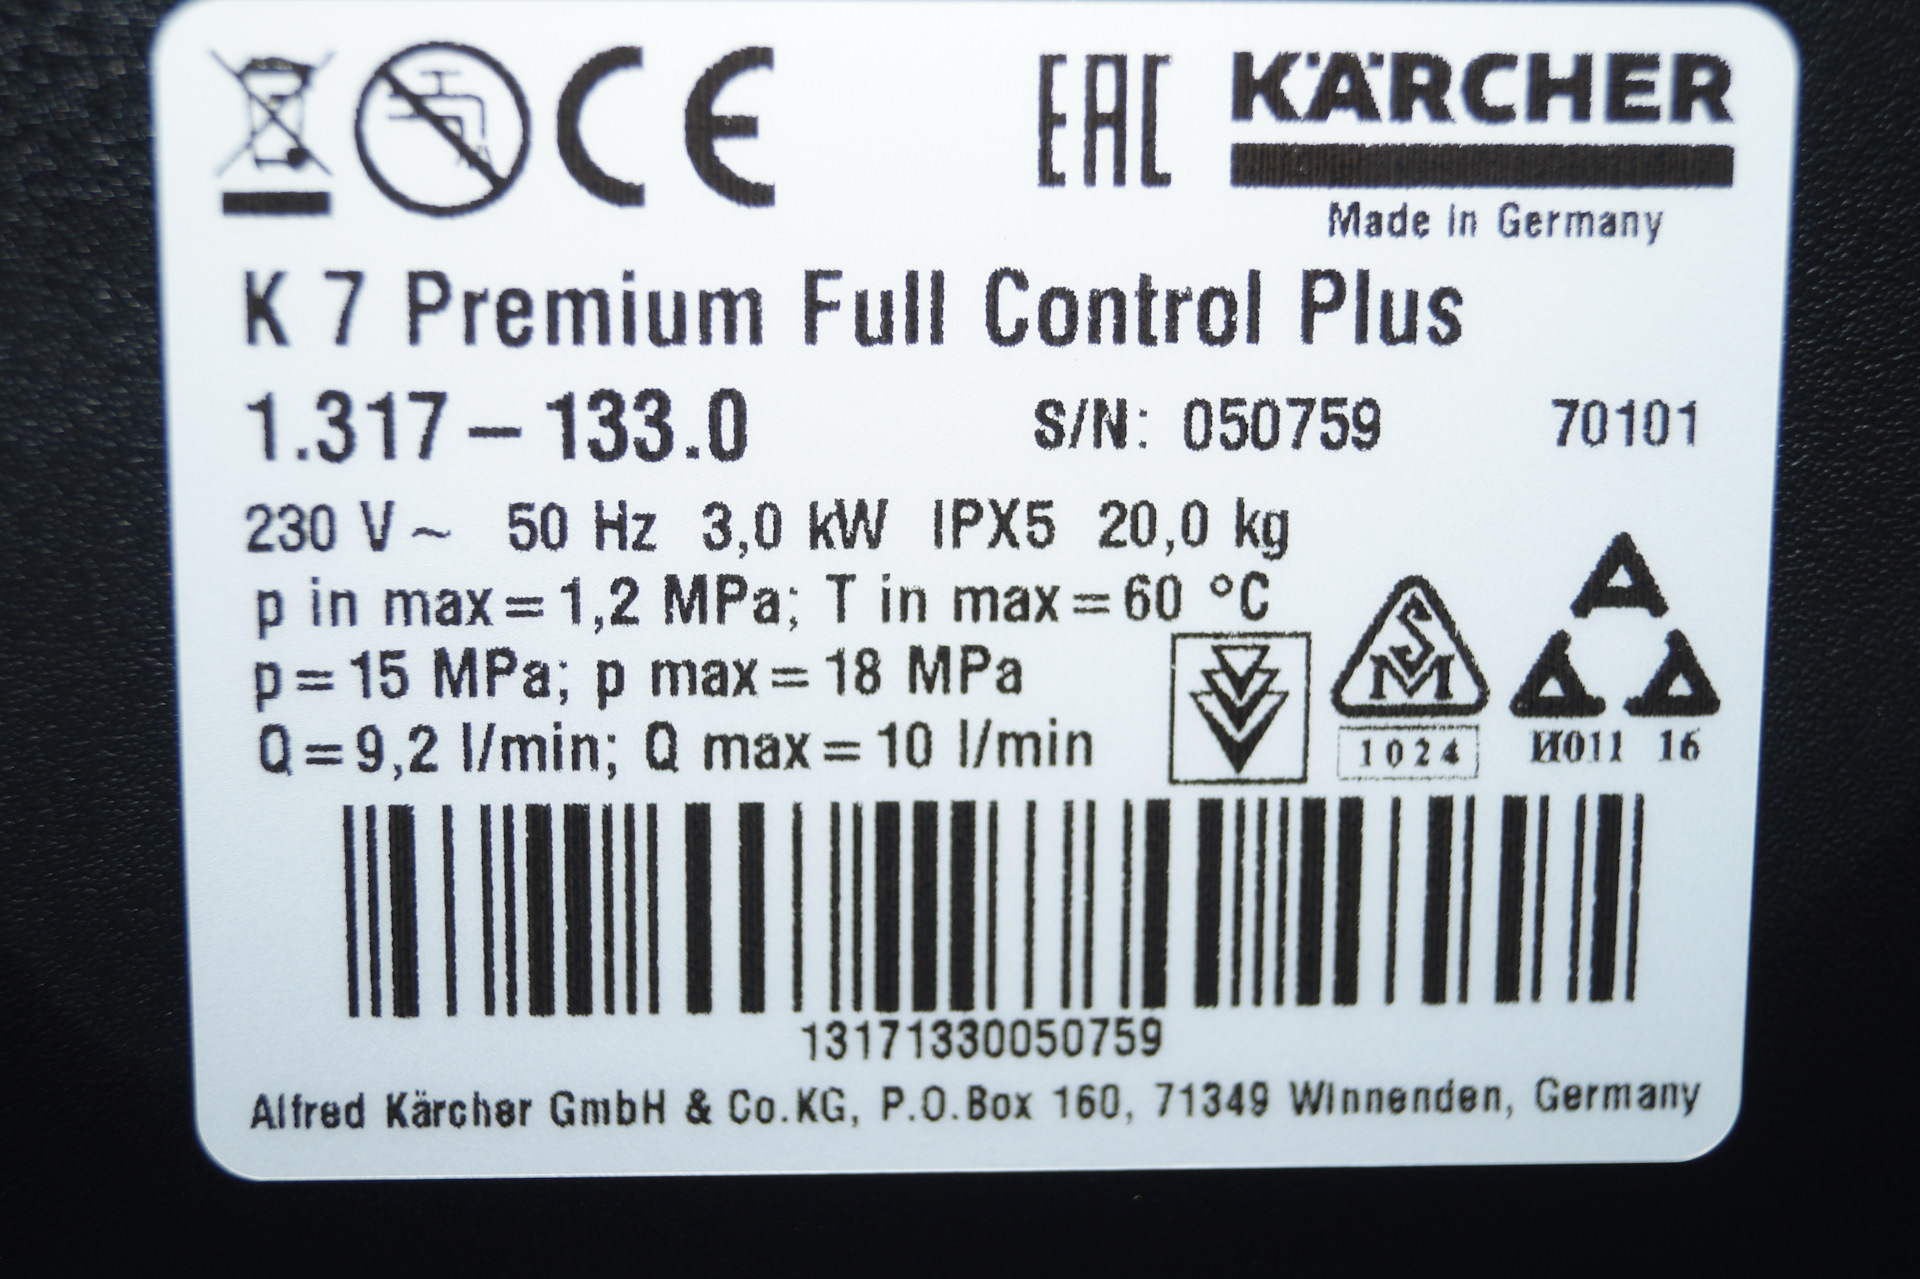 CE EAC KÄRCHER
Made in Germany
K 7 Premium Full Control Plus
1.317-133.0 S/N: 050759 70101
230 V~ 50 Hz 3,0 kW IPX5 20,0 kg
p in max=1,2 MPa; T in max=60 °C
p=15 MPa; p max=18 MPa
Q=9,2 l/min; Q max=10 l/min
SM
1024 И011 16
13171330050759
Alfred Kärcher GmbH & Co.KG, P.O.Box 160, 71349 Winnenden, Germany